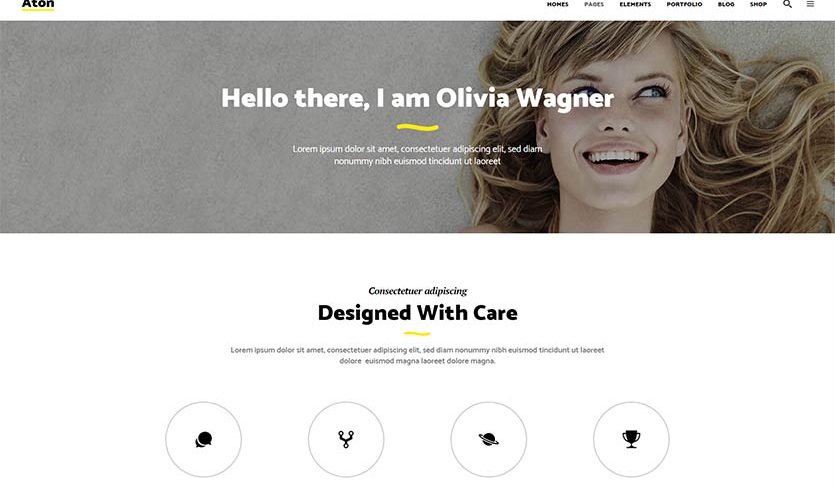 Aton
HOMES PAGES ELEMENTS PORTFOLIO BLOG SHOP
Hello there, I am Olivia Wagner
Lorem ipsum dolor sit amet, consectetuer adipiscing elit, sed diam
nonummy nibh euismod tincidunt ut laoreet
Consectetuer adipiscing
Designed With Care
Lorem ipsum dolor sit amet, consectetuer adipiscing elit, sed diam nonummy nibh euismod tincidunt ut laoreet
dolore euismod magna laoreet dolore magna.